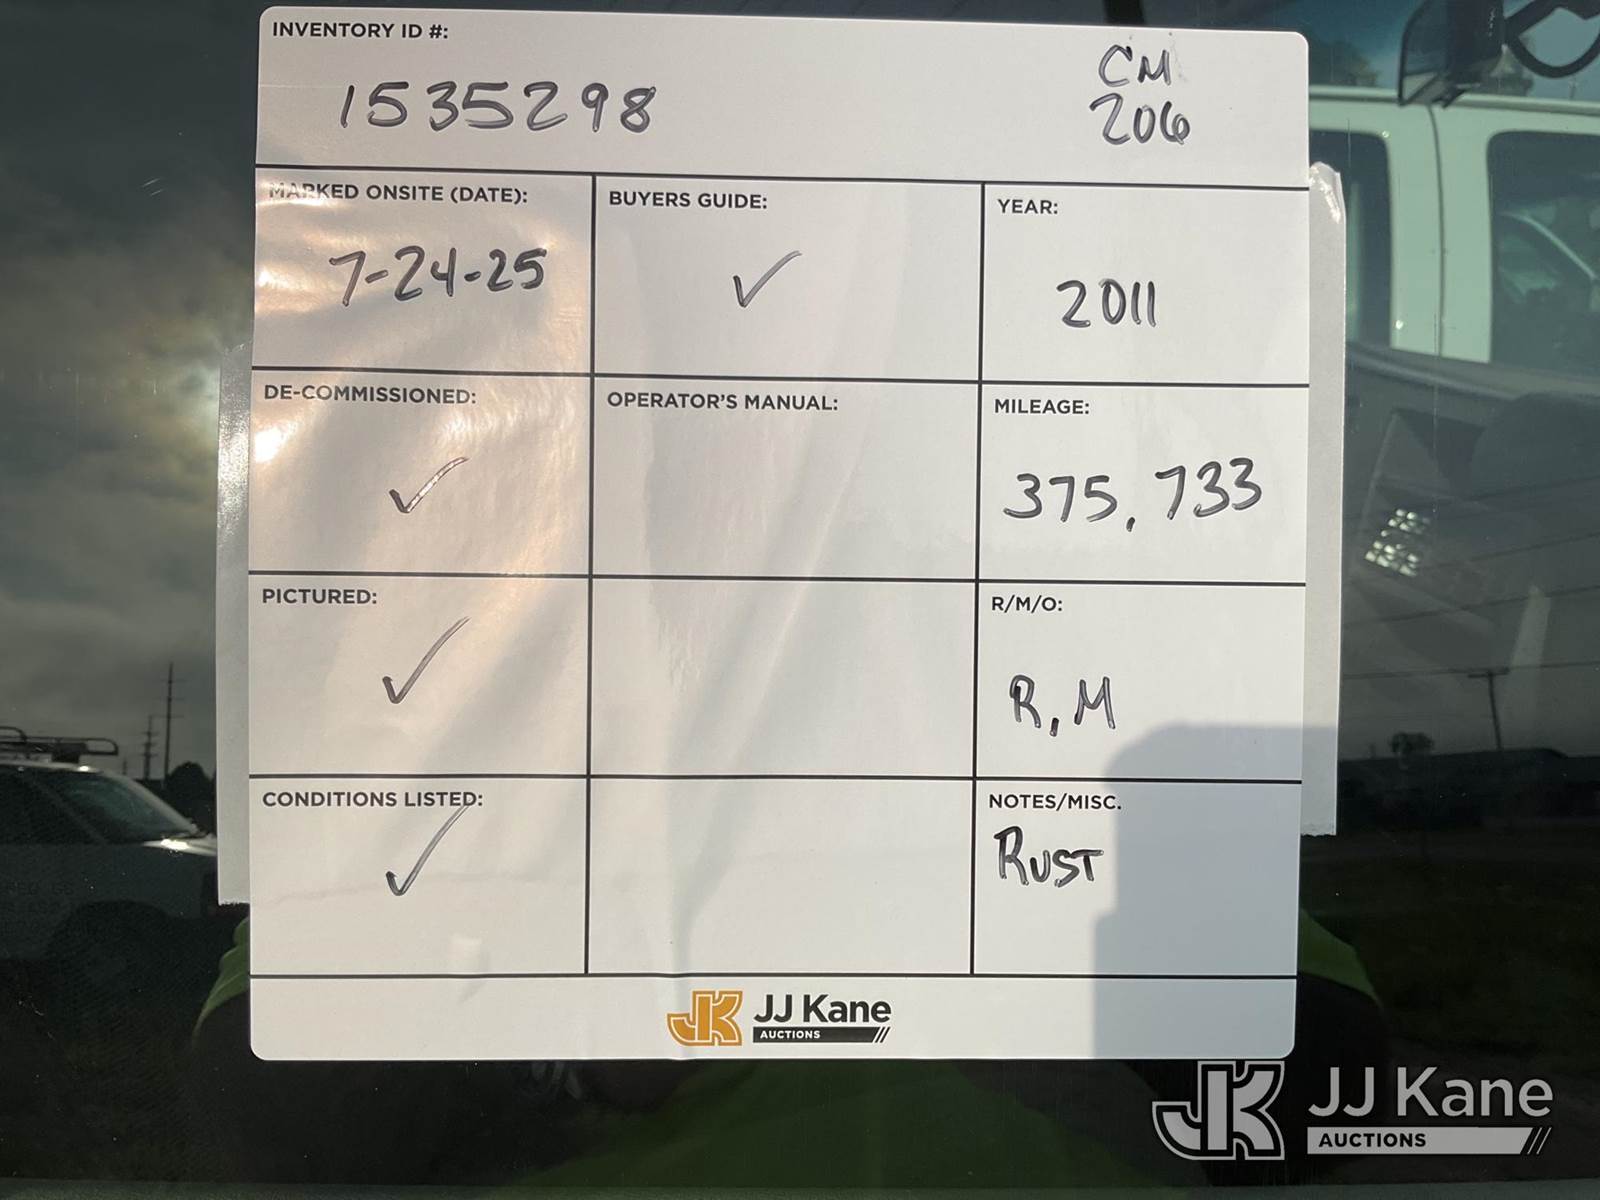 INVENTORY ID #:
1535298
CM
206
MARKED ONSITE (DATE):
7-24-25
BUYERS GUIDE:
✓
YEAR:
2011
DE-COMMISSIONED:
✓
OPERATOR'S MANUAL:
MILEAGE:
375,733
PICTURED:
✓
R/M/O:
R, M
CONDITIONS LISTED:
✓
NOTES/MISC.
RUST
JJ Kane
AUCTIONS
JJ Kane
AUCTIONS